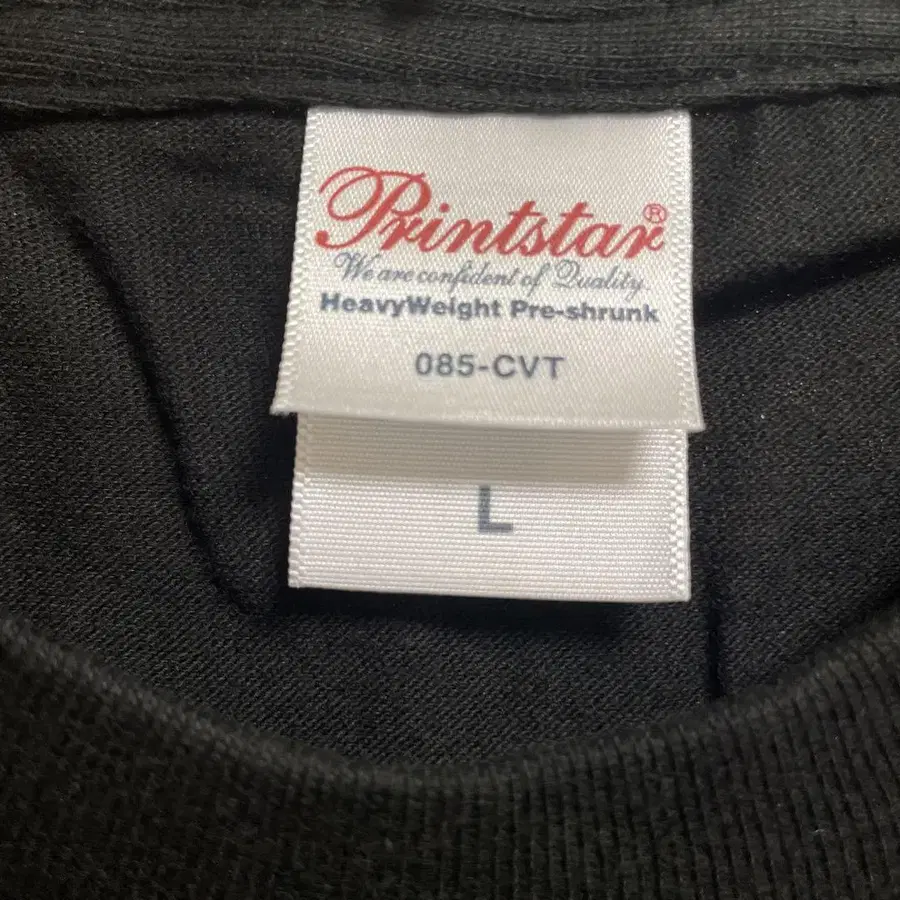 Printstar®
We are confident of Quality.
HeavyWeight Pre-shrunk
085-CVT
L